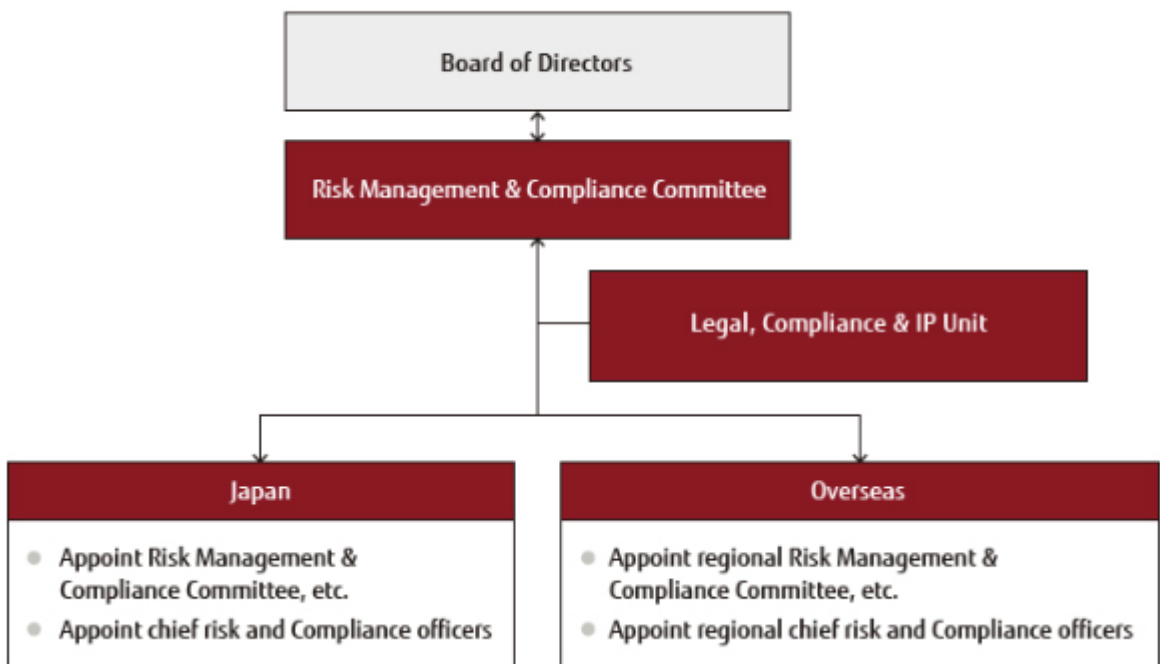 Board of Directors
Risk Management & Compliance Committee
Legal, Compliance & IP Unit
Japan
Appoint Risk Management &
Compliance Committee, etc.
Appoint chief risk and Compliance officers
Overseas
Appoint regional Risk Management &
Compliance Committee, etc.
Appoint regional chief risk and Compliance officers